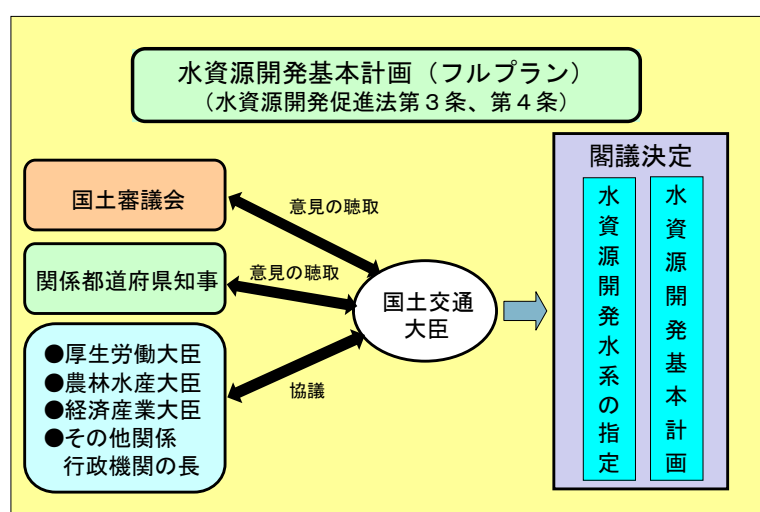 水資源開発基本計画（フルプラン）
（水資源開発促進法第３条、第４条）
国土審議会
意見の聴取
関係都道府県知事
意見の聴取
●厚生労働大臣
●農林水産大臣
●経済産業大臣
●その他関係
行政機関の長
協議
国土交通
大臣
閣議決定
水資源開発基本計画
水資源開発水系の指定